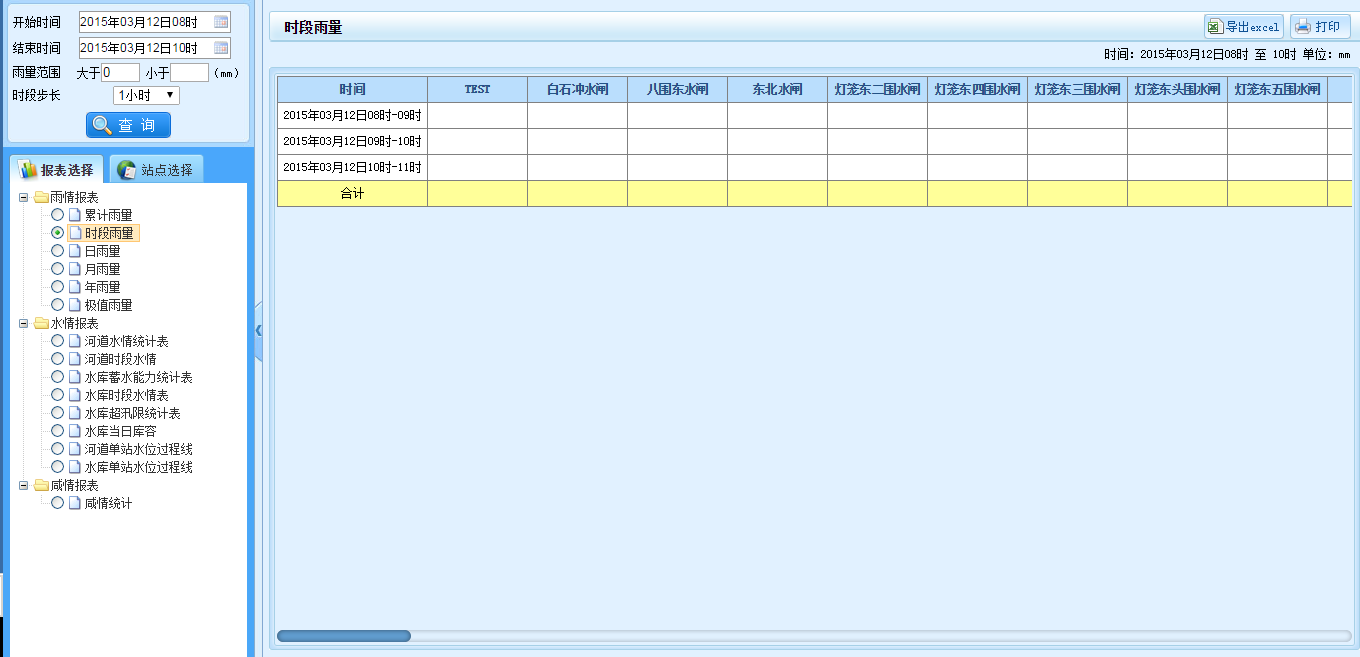 开始时间 2015年03月12日08时
结束时间 2015年03月12日10时
雨量范围 大于 0 小于 (mm)
时段步长 1小时
查 询
报表选择 站点选择
雨情报表
累计雨量
时段雨量
日雨量
月雨量
年雨量
极值雨量
水情报表
河道水情统计表
河道时段水情
水库蓄水能力统计表
水库时段水情表
水库超汛限统计表
水库当日库容
河道单站水位过程线
水库单站水位过程线
咸情报表
咸情统计
时段雨量 导出excel 打印
时间: 2015年03月12日08时 至 10时 单位: mm
时间 TEST 白石冲水闸 八围东水闸 东北水闸 灯笼东二围水闸 灯笼东四围水闸 灯笼东三围水闸 灯笼东头围水闸 灯笼东五围水闸
2015年03月12日08时-09时
2015年03月12日09时-10时
2015年03月12日10时-11时
合计